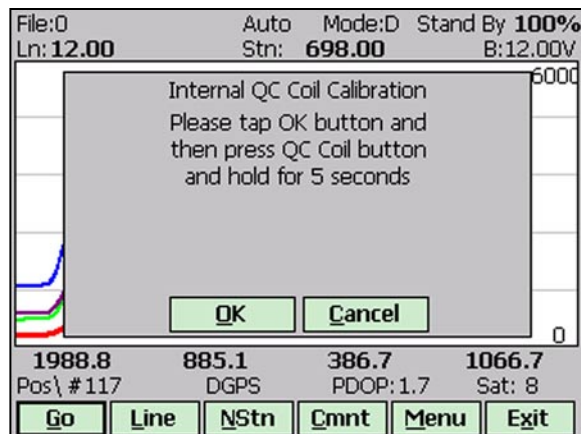 File:0 Auto Mode:D Stand By 100%
Ln: 12.00 Stn: 698.00 B:12.00V
6000
Internal QC Coil Calibration
Please tap OK button and
then press QC Coil button
and hold for 5 seconds
OK Cancel
0
1988.8 885.1 386.7 1066.7
Pos\ #117 DGPS PDOP:1.7 Sat: 8
Go Line NStn Cmnt Menu Exit